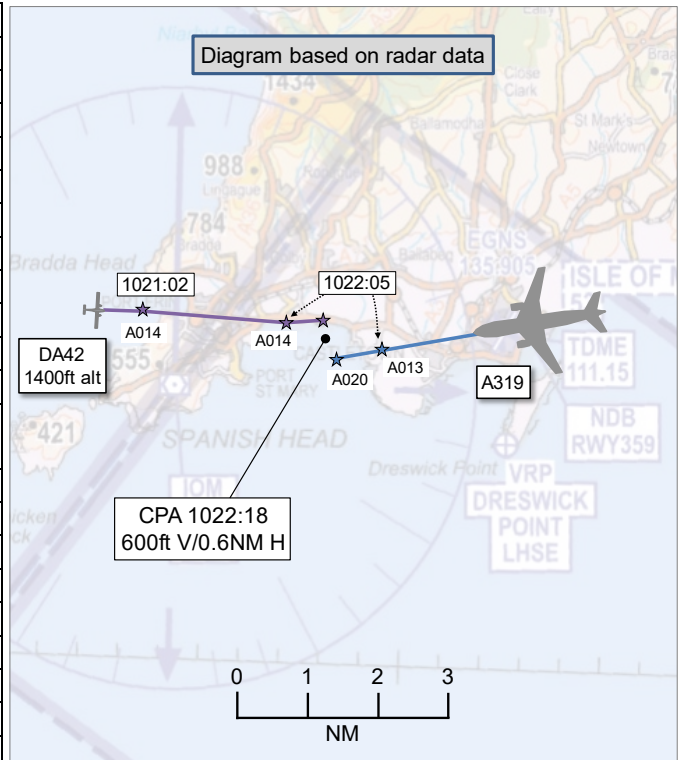 Diagram based on radar data
1434
Close
Clark
Ballamodha
St Mark's
Newtown
988
Lingague
784
Bradda
EGNS
135.905
Bradda Head
1021:02
1022:05
ISLE OF M
A014
A014
A013
A020
DA42
1400ft alt
555
PORT
ST MARY
A319
TDME
111.15
NDB
RWY359
421
SPANISH HEAD
Dreswick Point
VRP
DRESWICK
POINT
LHSE
IOM
CPA 1022:18
600ft V/0.6NM H
0 1 2 3
NM